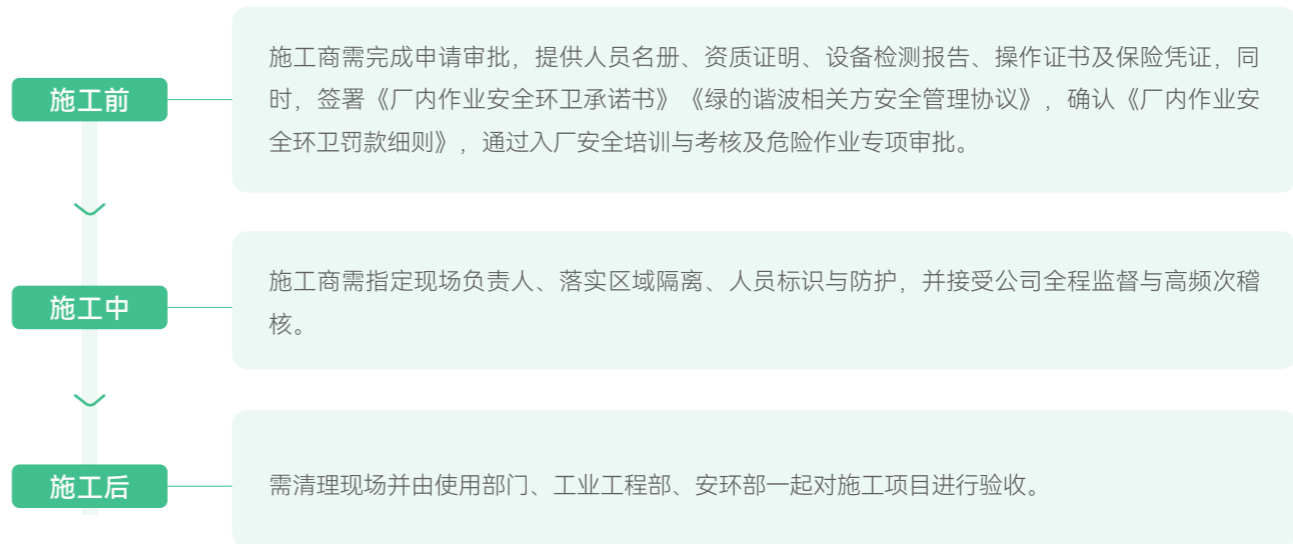 施工前
施工商需完成申请审批，提供人员名册、资质证明、设备检测报告、操作证书及保险凭证，同
时，签署《厂内作业安全环卫承诺书》《绿的谐波相关方安全管理协议》，确认《厂内作业安
全环卫罚款细则》，通过入厂安全培训与考核及危险作业专项审批。
施工中
施工商需指定现场负责人、落实区域隔离、人员标识与防护，并接受公司全程监督与高频次稽
核。
施工后
需清理现场并由使用部门、工业工程部、安环部一起对施工项目进行验收。